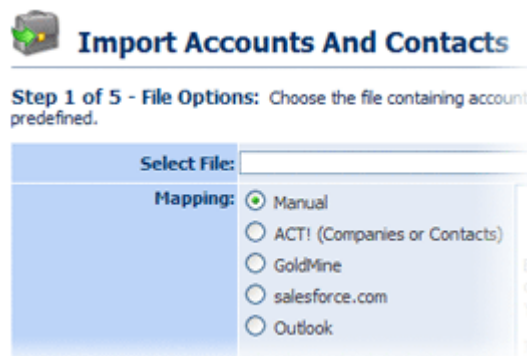 Import Accounts And Contacts
Step 1 of 5 - File Options: Choose the file containing account
predefined.
Select File:
Mapping: Manual
ACT! (Companies or Contacts)
GoldMine
salesforce.com
Outlook